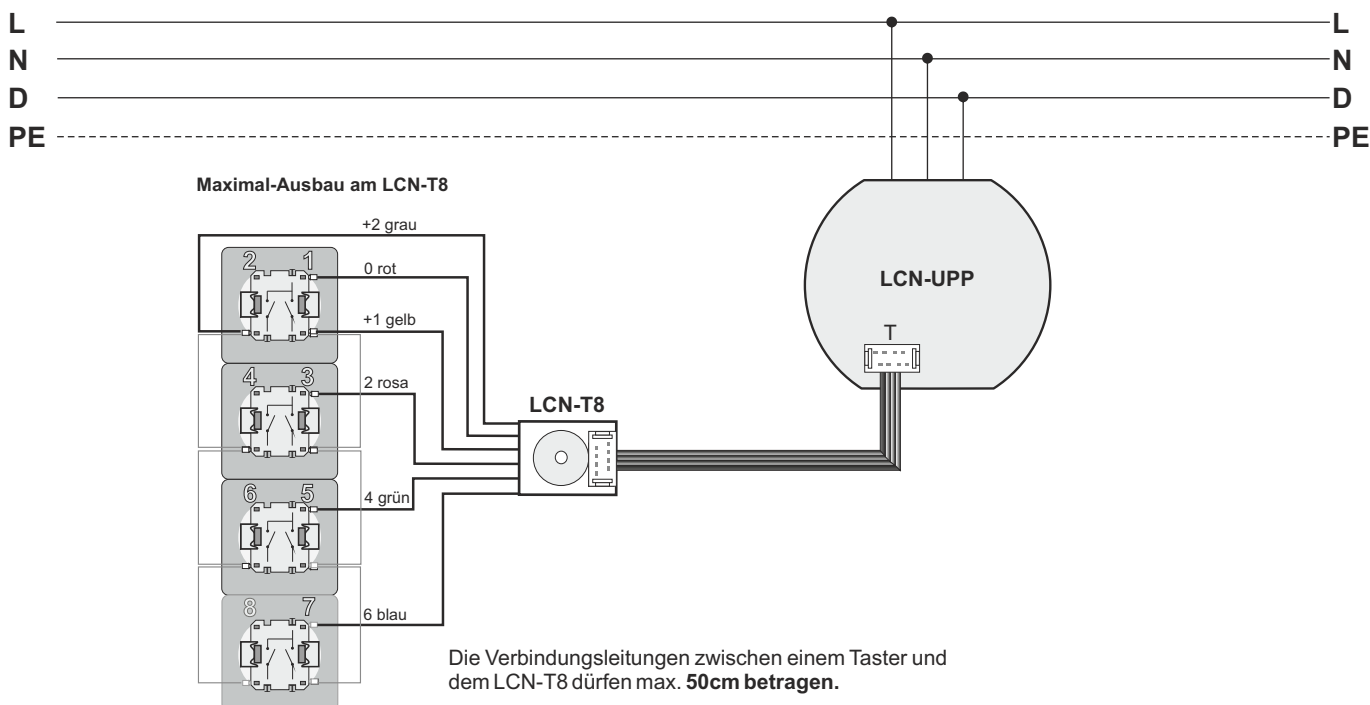 L L
N N
D D
PE PE
Maximal-Ausbau am LCN-T8
+2 grau
2 1
0 rot
LCN-UPP
+1 gelb
T
4 3
2 rosa
LCN-T8
6 5
4 grün
8 7
6 blau
Die Verbindungsleitungen zwischen einem Taster und
dem LCN-T8 dürfen max. 50cm betragen.